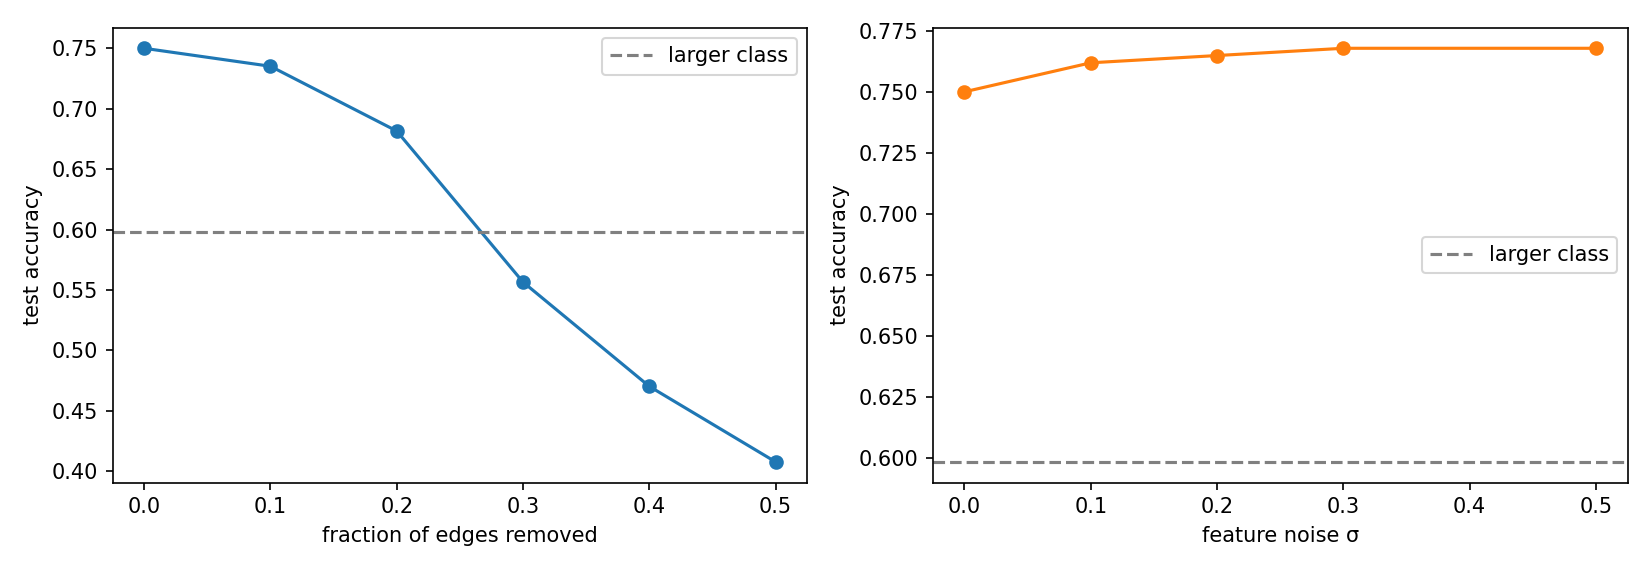 test accuracy
0.75
0.70
0.65
0.60
0.55
0.50
0.45
0.40
larger class
0.0 0.1 0.2 0.3 0.4 0.5
fraction of edges removed
test accuracy
0.775
0.750
0.725
0.700
0.675
0.650
0.625
0.600
larger class
0.0 0.1 0.2 0.3 0.4 0.5
feature noise σ